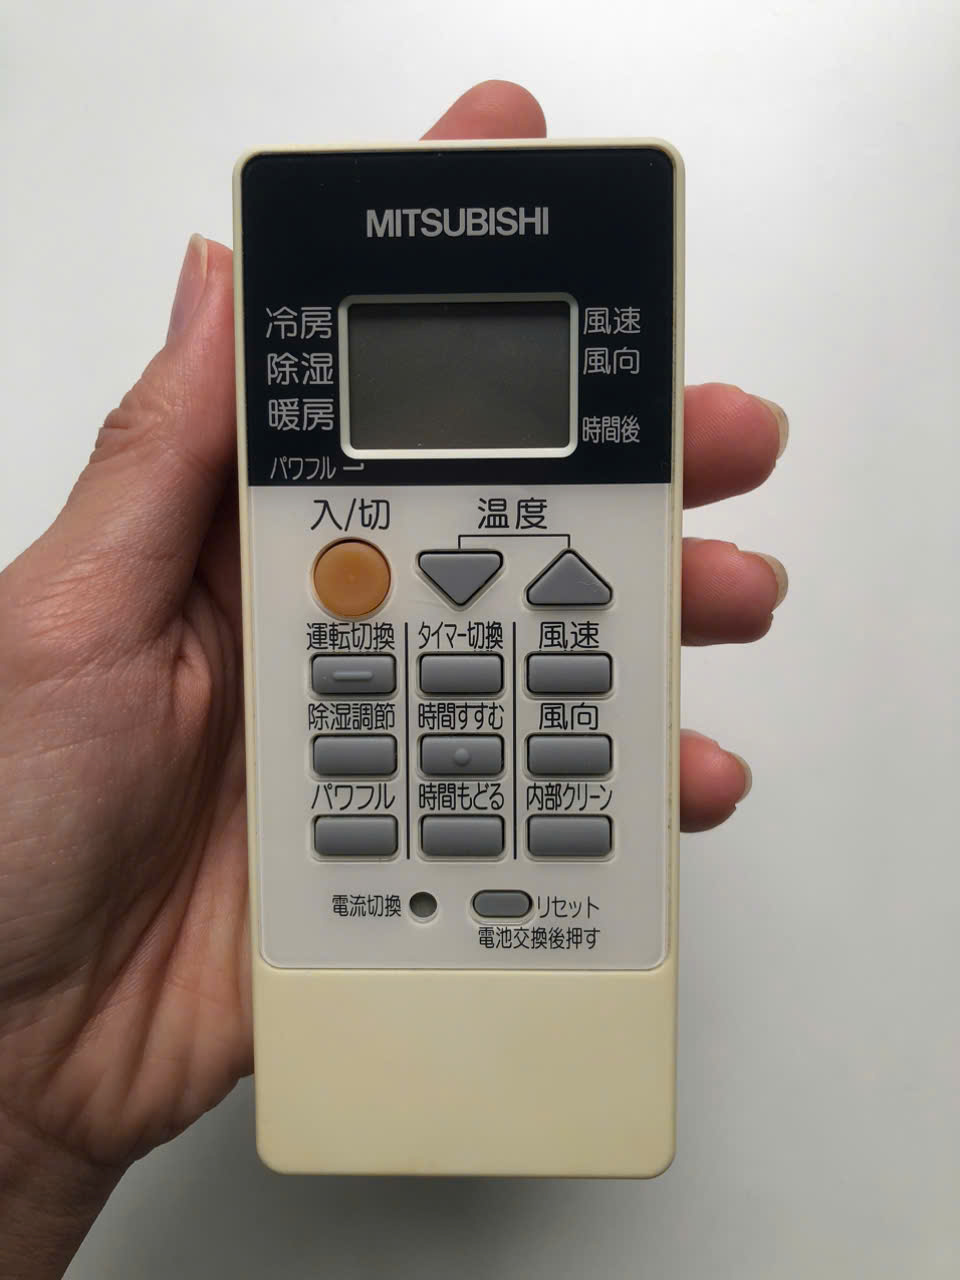 MITSUBISHI
冷房
除湿
暖房
パワフル
風速
風向
時間後
入/切
温度
運転切換
タイマー切換
風速
除湿調節
時間すすむ
風向
パワフル
時間もどる
内部クリーン
電流切換
リセット
電池交換後押す